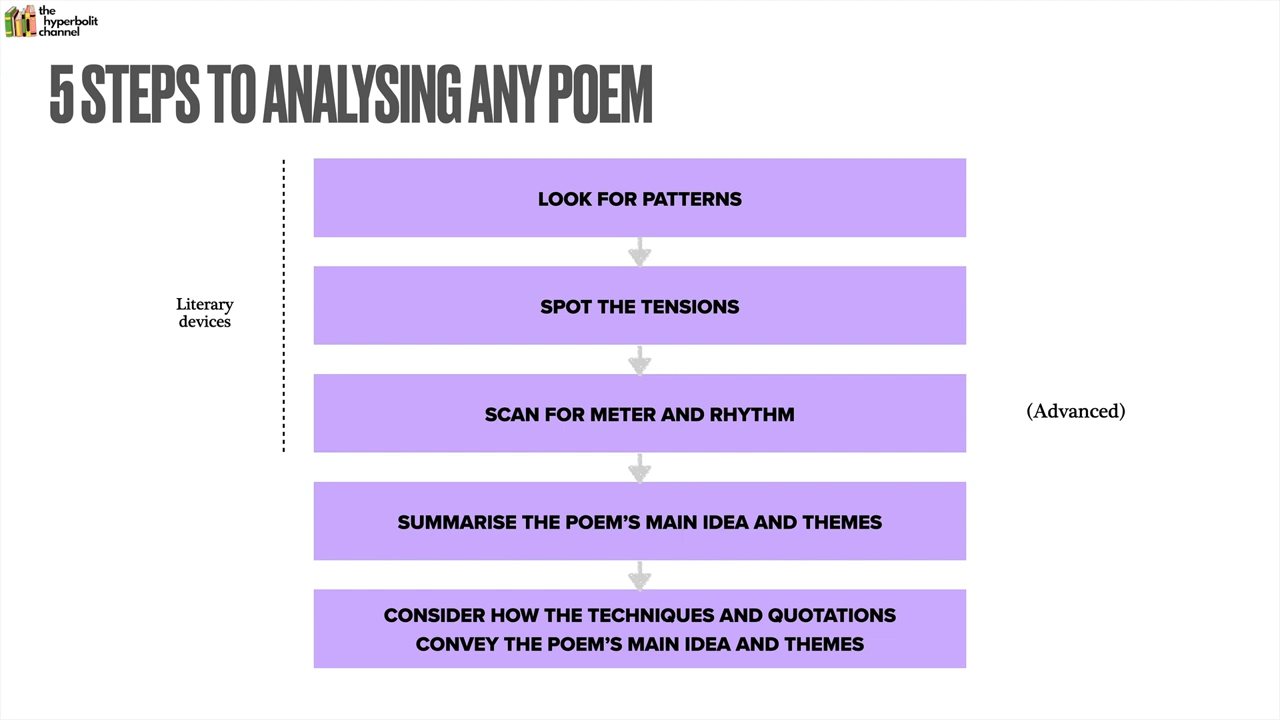 the
hyperbolit
channel
5 STEPS TO ANALYSING ANY POEM
LOOK FOR PATTERNS
SPOT THE TENSIONS
Literary
devices
SCAN FOR METER AND RHYTHM
(Advanced)
SUMMARISE THE POEM’S MAIN IDEA AND THEMES
CONSIDER HOW THE TECHNIQUES AND QUOTATIONS
CONVEY THE POEM’S MAIN IDEA AND THEMES